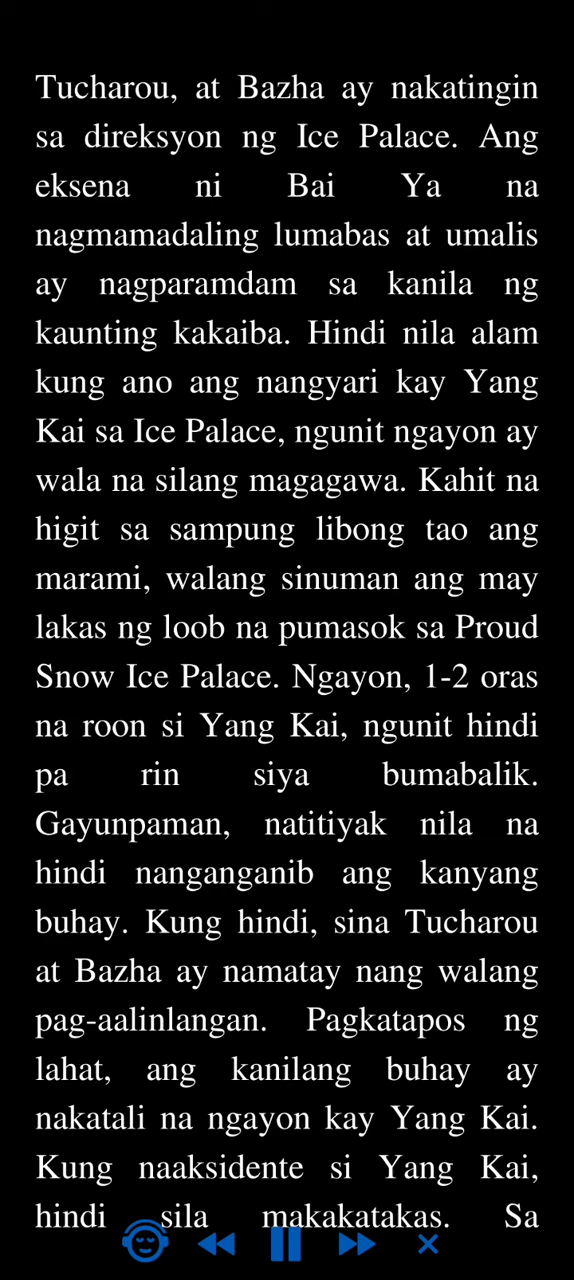 Tucharou, at Bazha ay nakatingin
sa direksyon ng Ice Palace. Ang
eksena ni Bai Ya na
nagmamadaling lumabas at umalis
ay nagparamdam sa kanila ng
kaunting kakaiba. Hindi nila alam
kung ano ang nangyari kay Yang
Kai sa Ice Palace, ngunit ngayon ay
wala na silang magagawa. Kahit na
higit sa sampung libong tao ang
marami, walang sinuman ang may
lakas ng loob na pumasok sa Proud
Snow Ice Palace. Ngayon, 1-2 oras
na roon si Yang Kai, ngunit hindi
pa rin siya bumabalik.
Gayunpaman, natitiyak nila na
hindi nanganganib ang kanyang
buhay. Kung hindi, sina Tucharou
at Bazha ay namatay nang walang
pag-aalinlangan. Pagkatapos ng
lahat, ang kanilang buhay ay
nakatali na ngayon kay Yang Kai.
Kung naaksidente si Yang Kai,
hindi sila makakatakas. Sa